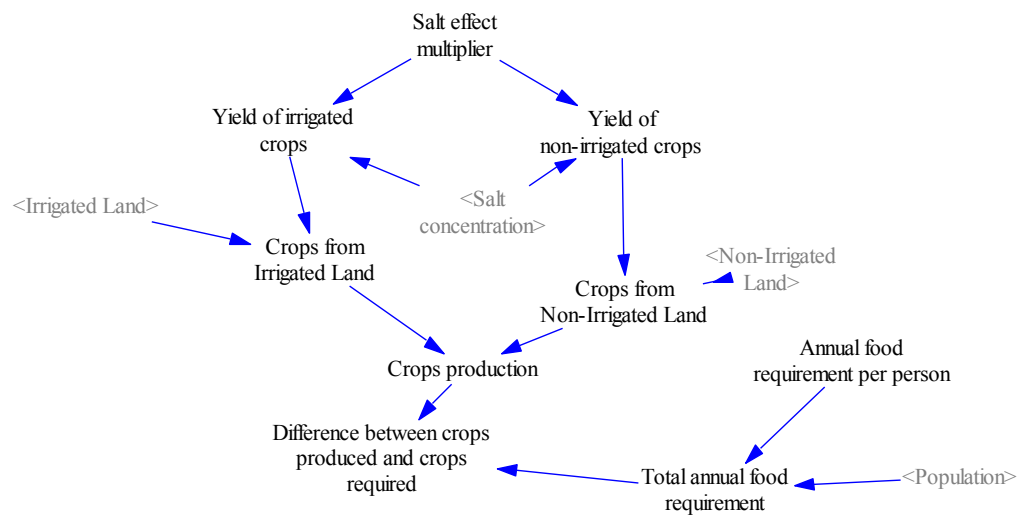 Salt effect
multiplier
Yield of irrigated
crops
Yield of
non-irrigated crops
<Salt
concentration>
<Irrigated Land>
Crops from
Irrigated Land
<Non-Irrigated
Land>
Crops from
Non-Irrigated Land
Crops production
Annual food
requirement per person
Difference between crops
produced and crops
required
Total annual food
requirement
<Population>